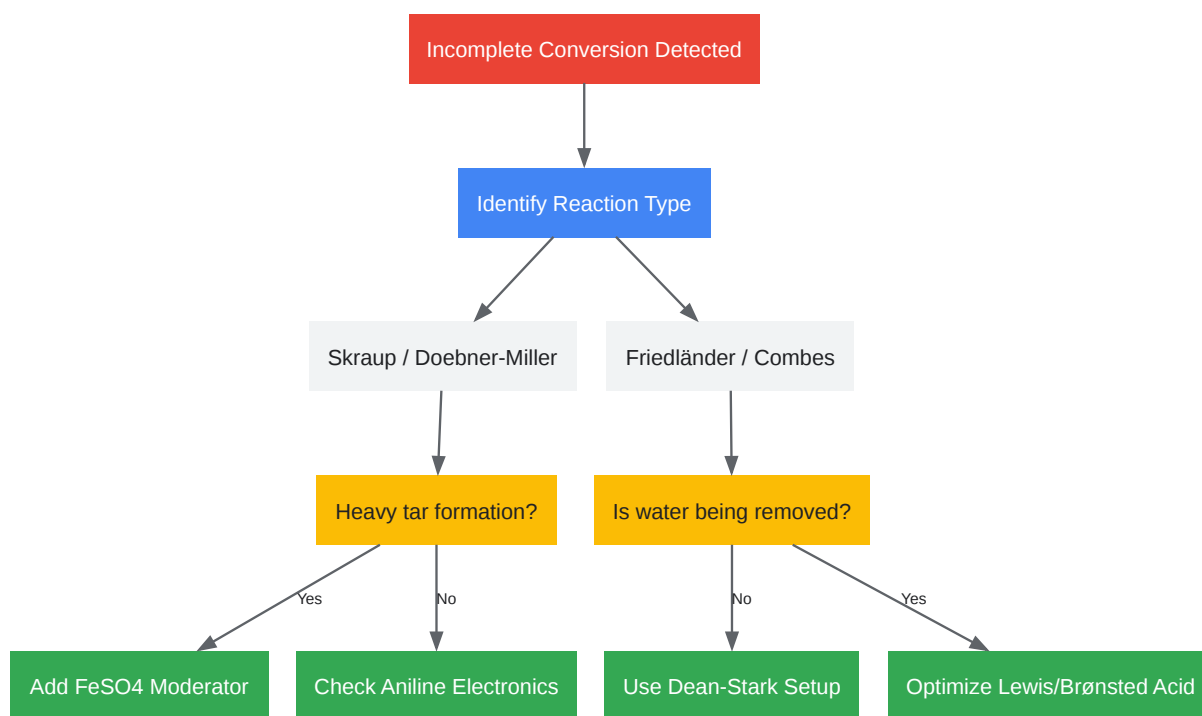 Incomplete Conversion Detected
Identify Reaction Type
Skraup / Doebner-Miller
Friedländer / Combes
Heavy tar formation?
Is water being removed?
Yes
No
No
Yes
Add FeSO4 Moderator
Check Aniline Electronics
Use Dean-Stark Setup
Optimize Lewis/Brønsted Acid